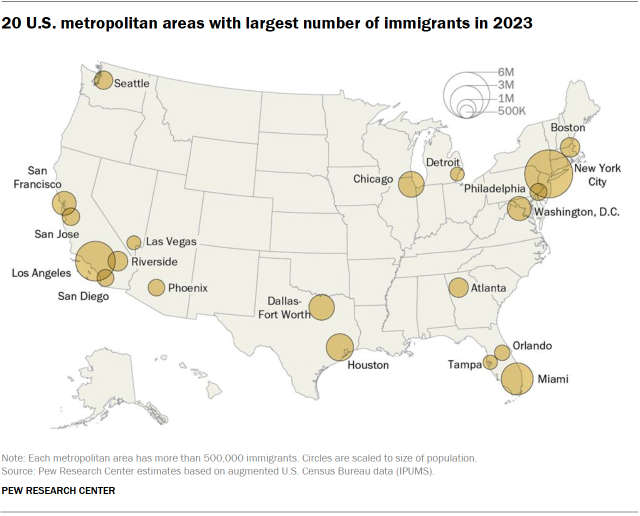 20 U.S. metropolitan areas with largest number of immigrants in 2023
6M
3M
1M
500K
Seattle
Boston
Detroit
New York
City
Chicago
Philadelphia
San
Francisco
Washington, D.C.
San Jose
Las Vegas
Riverside
Los Angeles
San Diego
Phoenix
Dallas-
Fort Worth
Atlanta
Houston
Orlando
Tampa
Miami
Note: Each metropolitan area has more than 500,000 immigrants. Circles are scaled to size of population.
Source: Pew Research Center estimates based on augmented U.S. Census Bureau data (IPUMS).
PEW RESEARCH CENTER